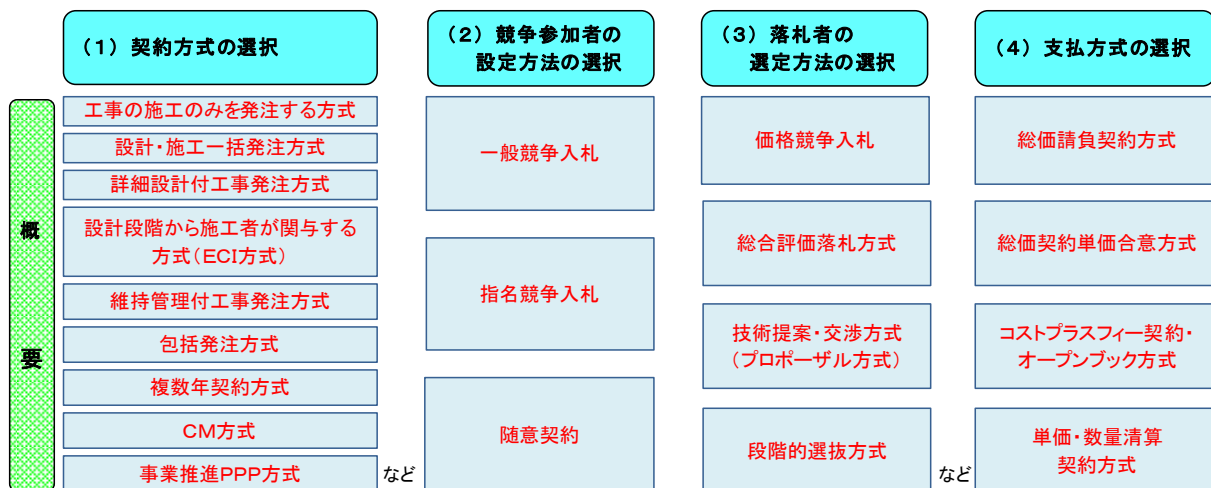 (1) 契約方式の選択
(2) 競争参加者の
設定方法の選択
(3) 落札者の
選定方法の選択
(4) 支払方式の選択
概
要
工事の施工のみを発注する方式
設計・施工一括発注方式
詳細設計付工事発注方式
設計段階から施工者が関与する
方式(ECI方式)
維持管理付工事発注方式
包括発注方式
複数年契約方式
CM方式
事業推進PPP方式
など
一般競争入札
指名競争入札
随意契約
価格競争入札
総合評価落札方式
技術提案・交渉方式
(プロポーザル方式)
段階的選抜方式
など
総価請負契約方式
総価契約単価合意方式
コストプラスフィー契約・
オープンブック方式
単価・数量清算
契約方式